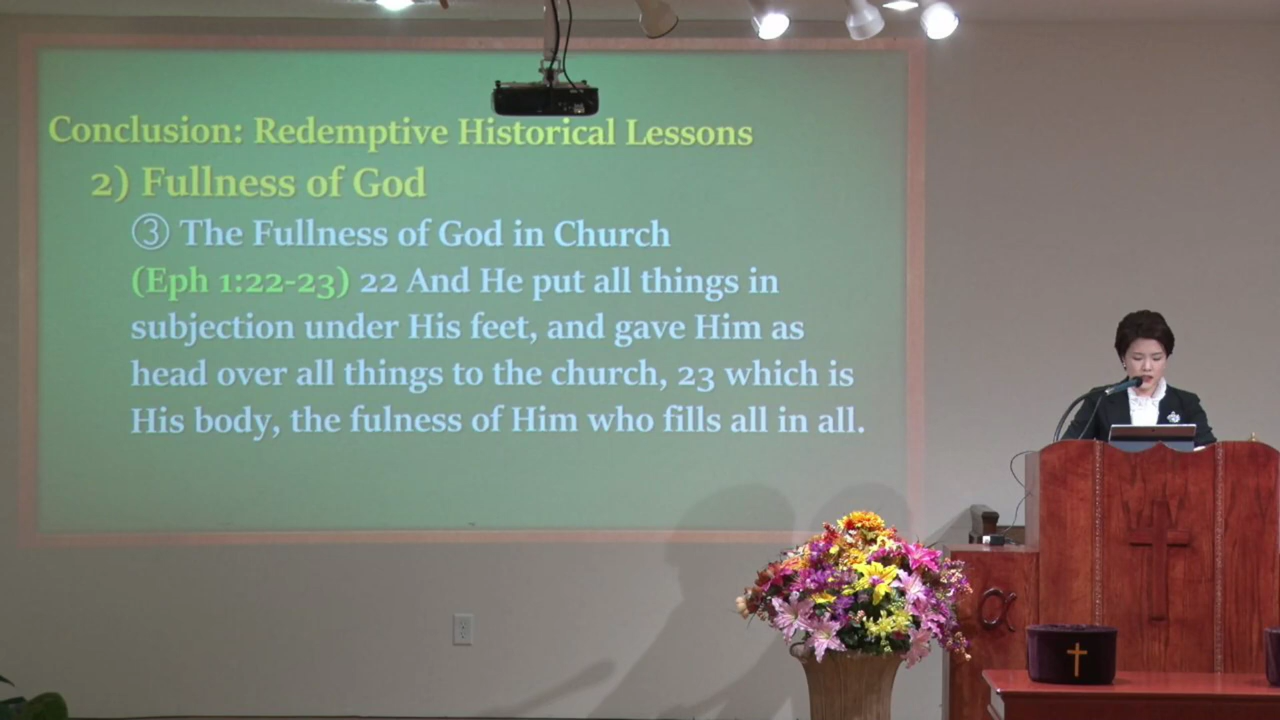 Conclusion: Redemptive Historical Lessons
2) Fullness of God
③ The Fullness of God in Church
(Eph 1:22-23) 22 And He put all things in
subjection under His feet, and gave Him as
head over all things to the church, 23 which is
His body, the fulness of Him who fills all in all.
α